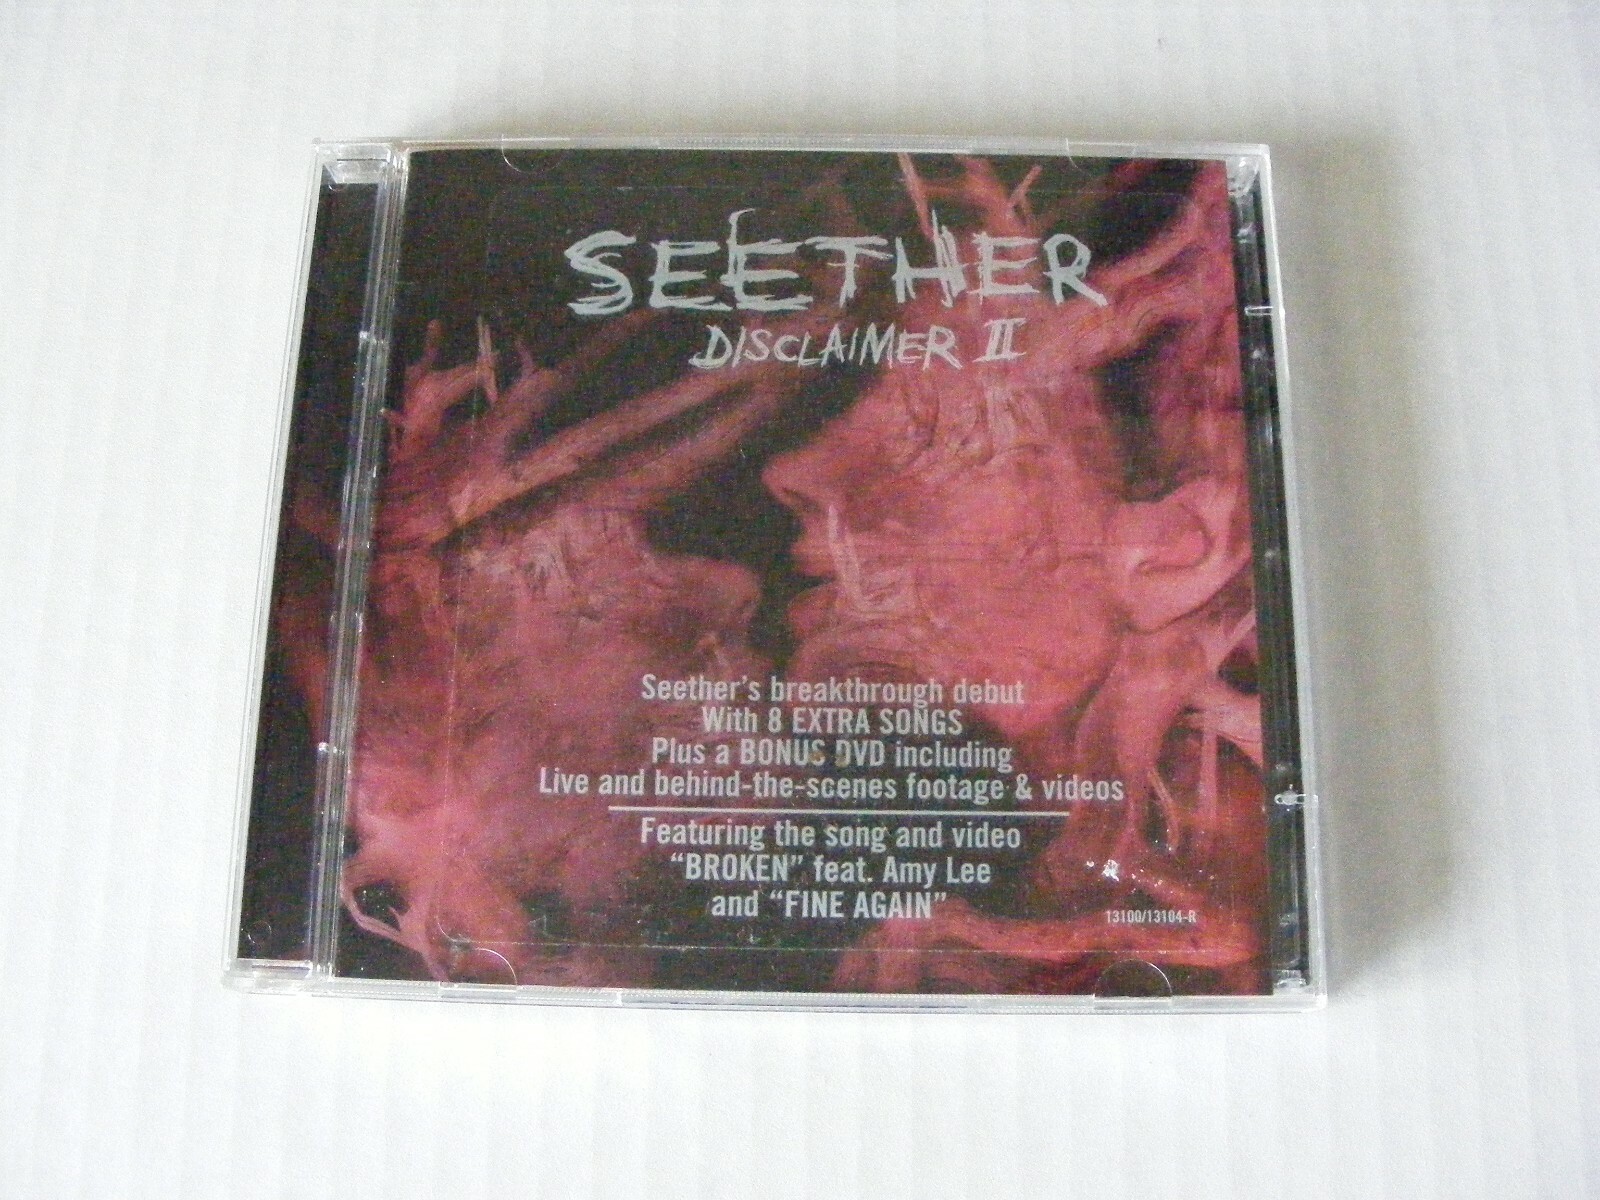 SEETHER
DISCLAIMER II
Seether's breakthrough debut
With 8 EXTRA SONGS
Plus a BONUS DVD including
Live and behind-the-scenes footage & videos
Featuring the song and video
“BROKEN” feat. Amy Lee
and “FINE AGAIN”
13100/13104-R